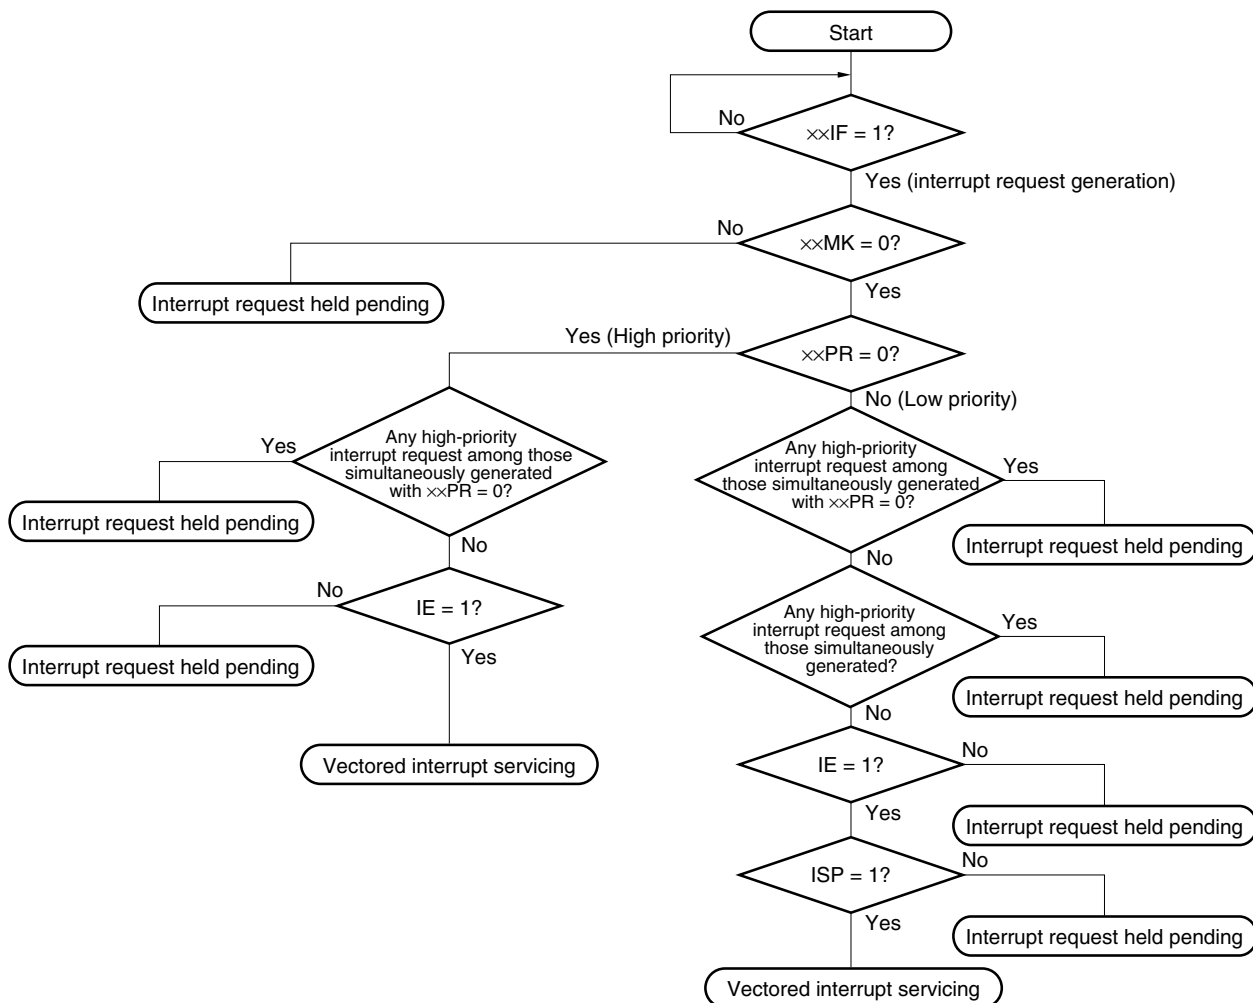 Start
No
××IF = 1?
Yes (interrupt request generation)
No
××MK = 0?
Interrupt request held pending
Yes
Yes (High priority)
××PR = 0?
No (Low priority)
Yes
Any high-priority
interrupt request among those
simultaneously generated
with ××PR = 0?
Any high-priority
interrupt request among
those simultaneously generated
with ××PR = 0?
Yes
Interrupt request held pending
No
Interrupt request held pending
No
No
IE = 1?
Any high-priority
interrupt request among
those simultaneously
generated?
Yes
Interrupt request held pending
Yes
Interrupt request held pending
No
Vectored interrupt servicing
IE = 1?
No
Yes
Interrupt request held pending
ISP = 1?
No
Yes
Interrupt request held pending
Vectored interrupt servicing